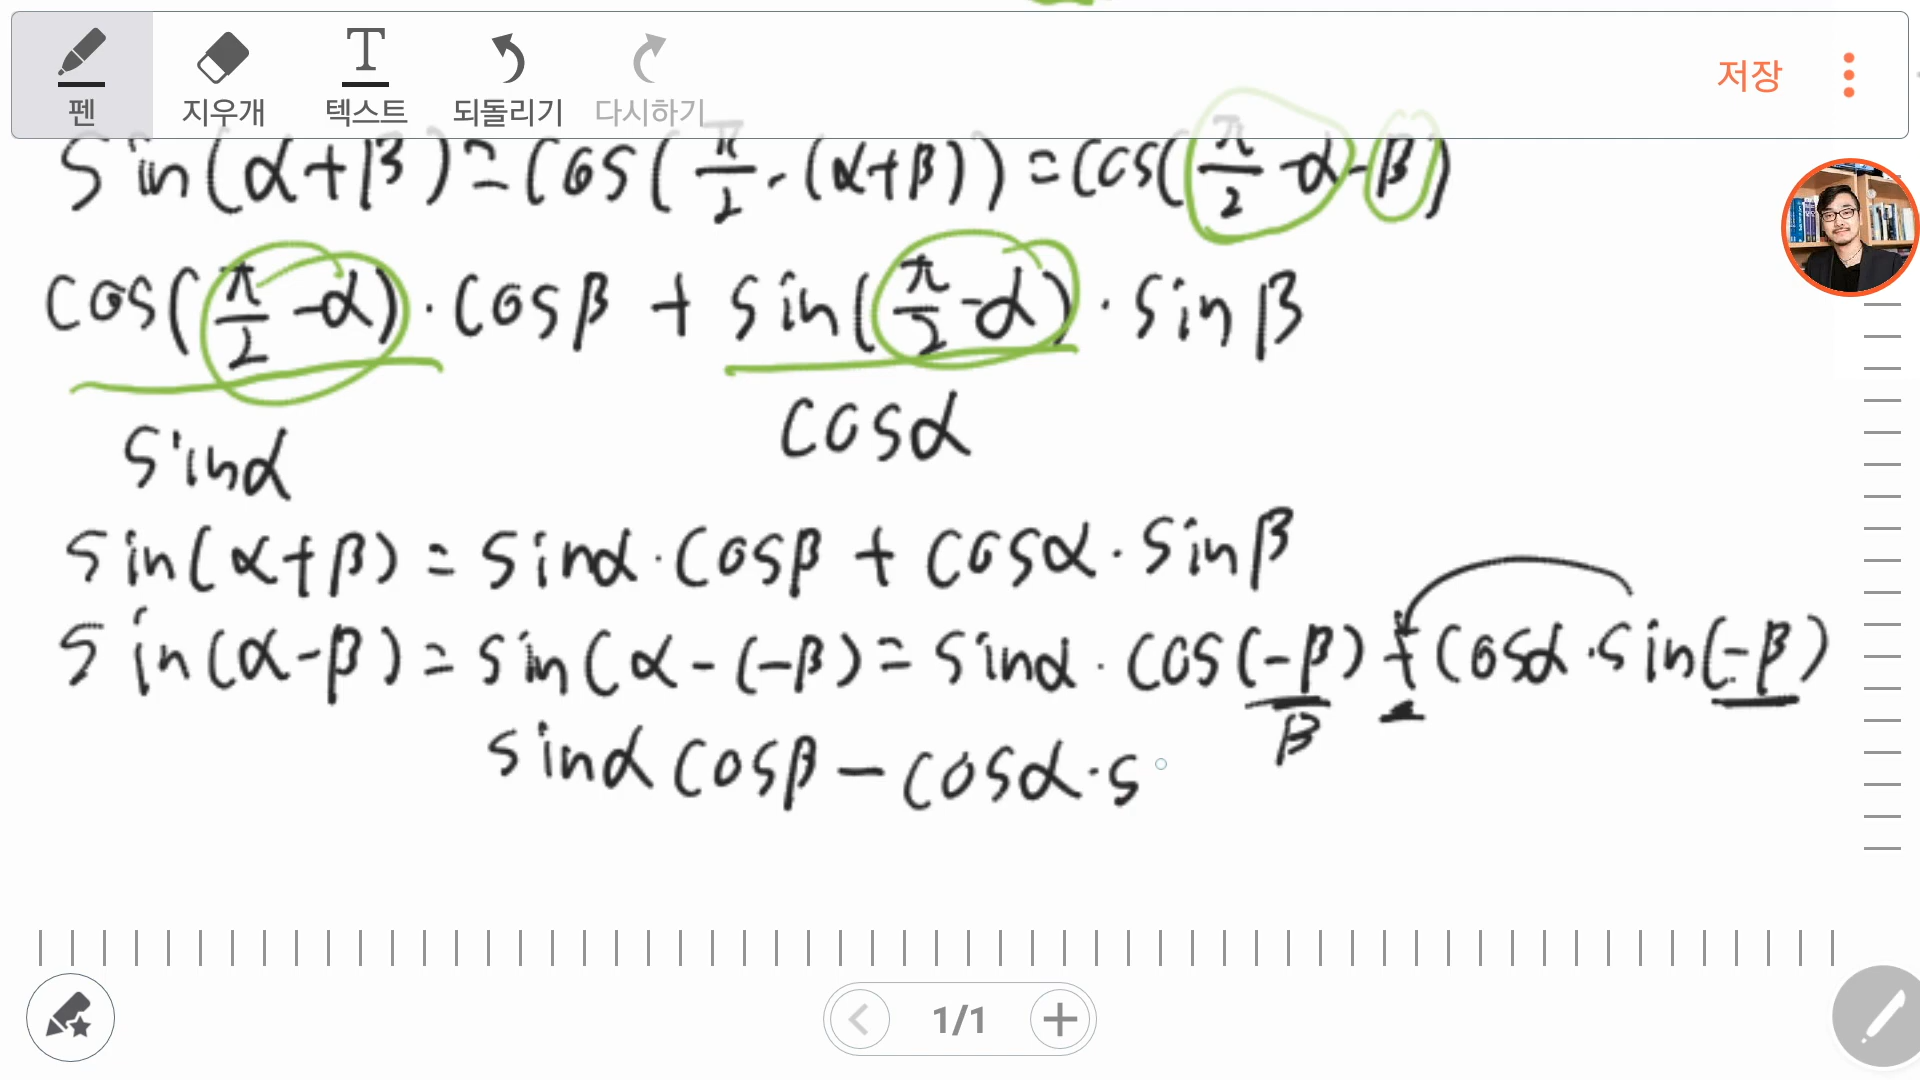 펜 지우개 텍스트 되돌리기 다시하기 저장
sin(α+β)=cos(π/2-(α+β))=cos(π/2-α-β)
cos(π/2-α)·cosβ+sin(π/2-α)·sinβ
sinα cosα
sin(α+β)=sinα·cosβ+cosα·sinβ
sin(α-β)=sin(α-(-β)=sinα·cos(-β)+cosα·sin(-β)
β
sinαcosβ-cosα·s
1/1